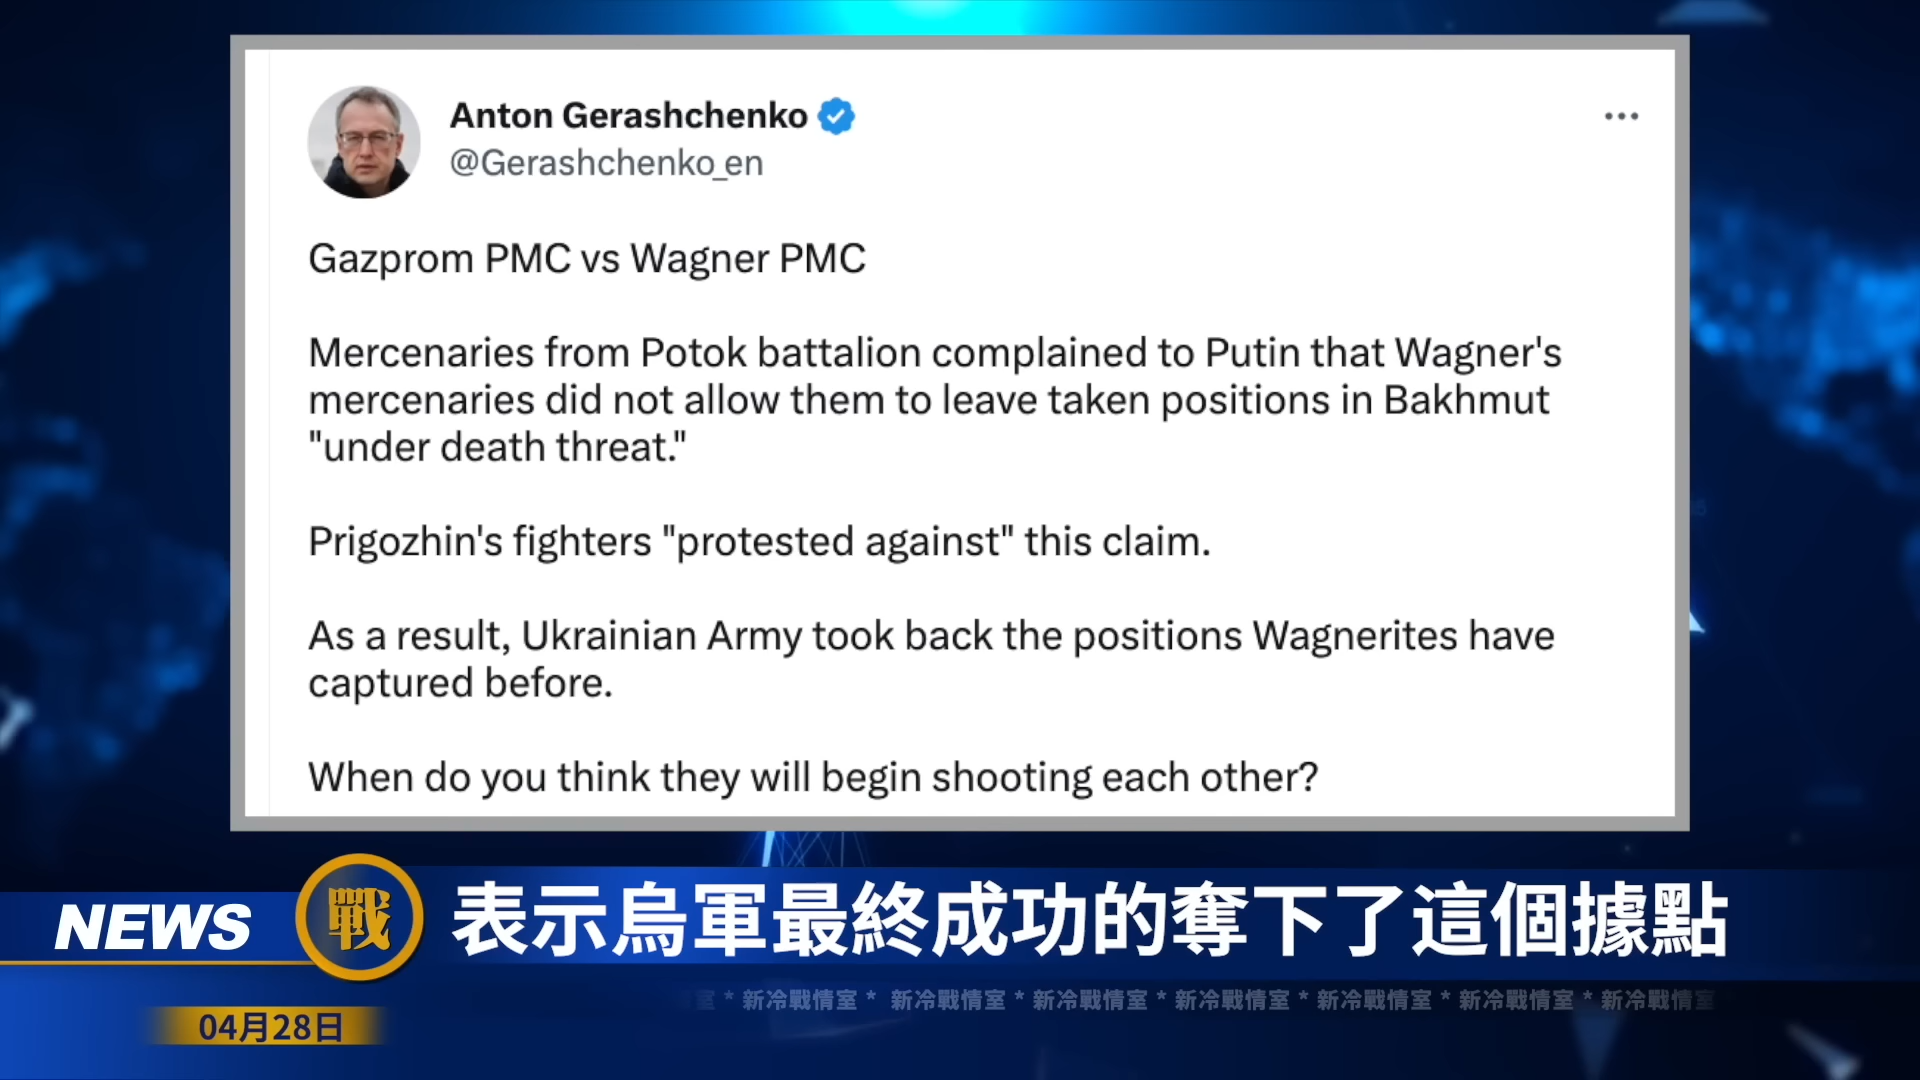 Anton Gerashchenko
@Gerashchenko_en
Gazprom PMC vs Wagner PMC
Mercenaries from Potok battalion complained to Putin that Wagner's
mercenaries did not allow them to leave taken positions in Bakhmut
"under death threat."
Prigozhin's fighters "protested against" this claim.
As a result, Ukrainian Army took back the positions Wagnerites have
captured before.
When do you think they will begin shooting each other?
NEWS
戰
表示烏軍最終成功的奪下了這個據點
室 * 新冷戰情室 * 新冷戰情室 * 新冷戰情室 * 新冷戰情室 * 新冷戰情室 * 新冷戰情室 * 新冷戰情室
04月28日